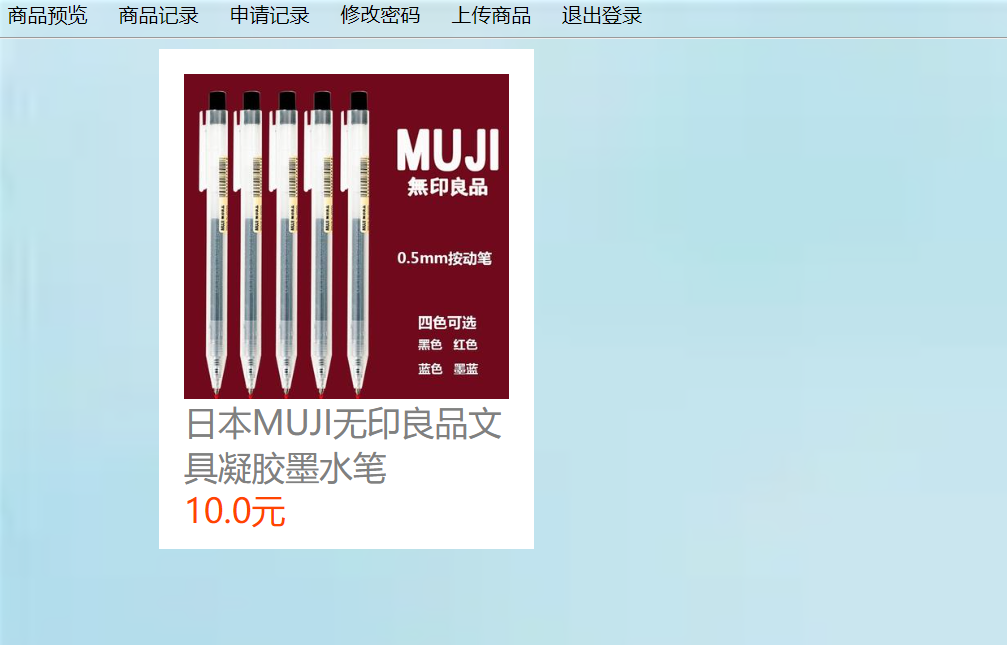 商品预览 商品记录 申请记录 修改密码 上传商品 退出登录
MUJI
無印良品
0.5mm按动笔
四色可选
黑色 红色
蓝色 墨蓝
日本MUJI无印良品文
具凝胶墨水笔
10.0元